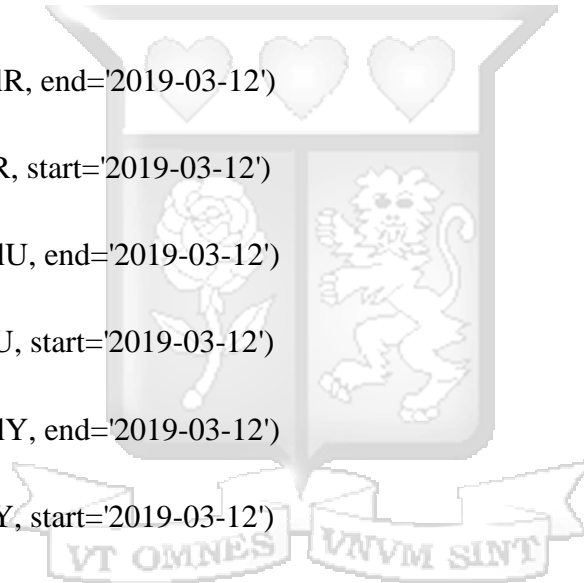 lR, end='2019-03-12')
R, start='2019-03-12')
lU, end='2019-03-12')
U, start='2019-03-12')
lY, end='2019-03-12')
Y, start='2019-03-12')
VT OMNES VNVM SINT